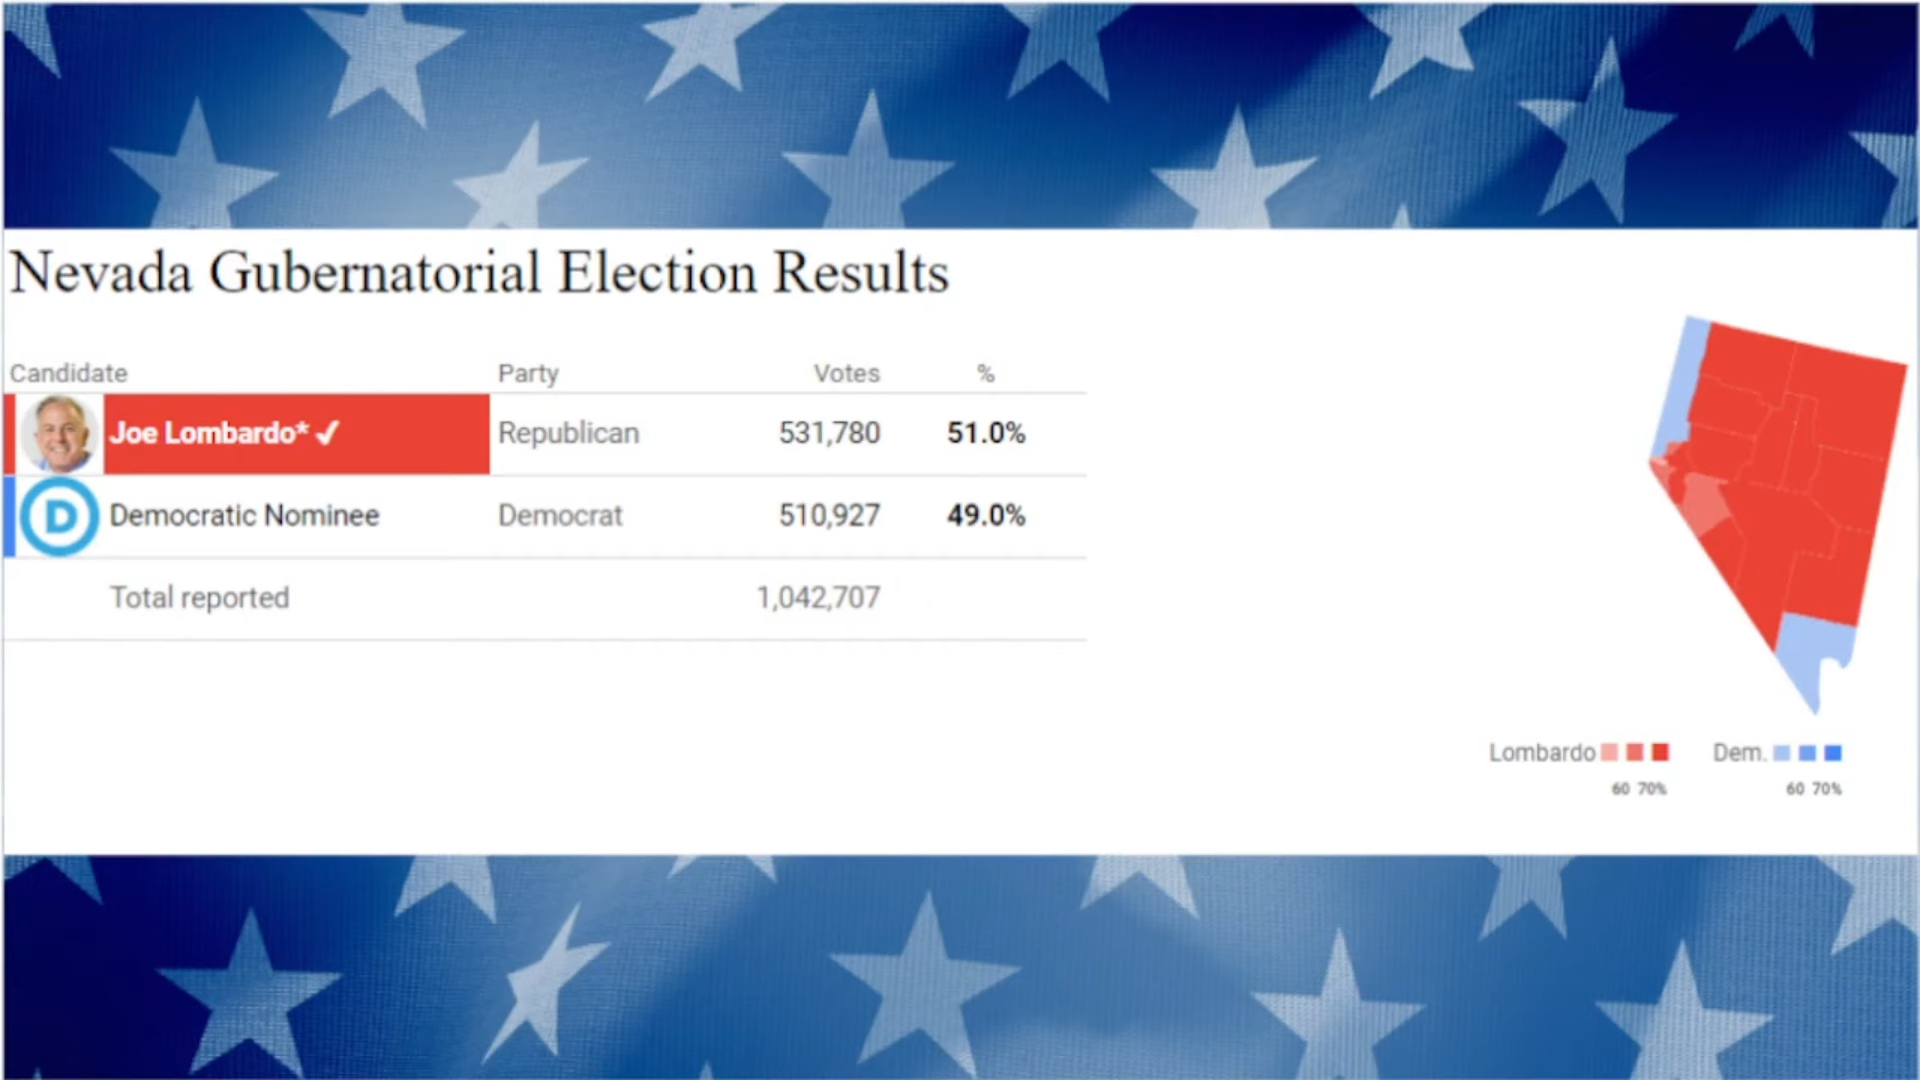 Nevada Gubernatorial Election Results
Candidate Party Votes %
Joe Lombardo* ✓ Republican 531,780 51.0%
D Democratic Nominee Democrat 510,927 49.0%
Total reported 1,042,707
Lombardo Dem.
60 70% 60 70%